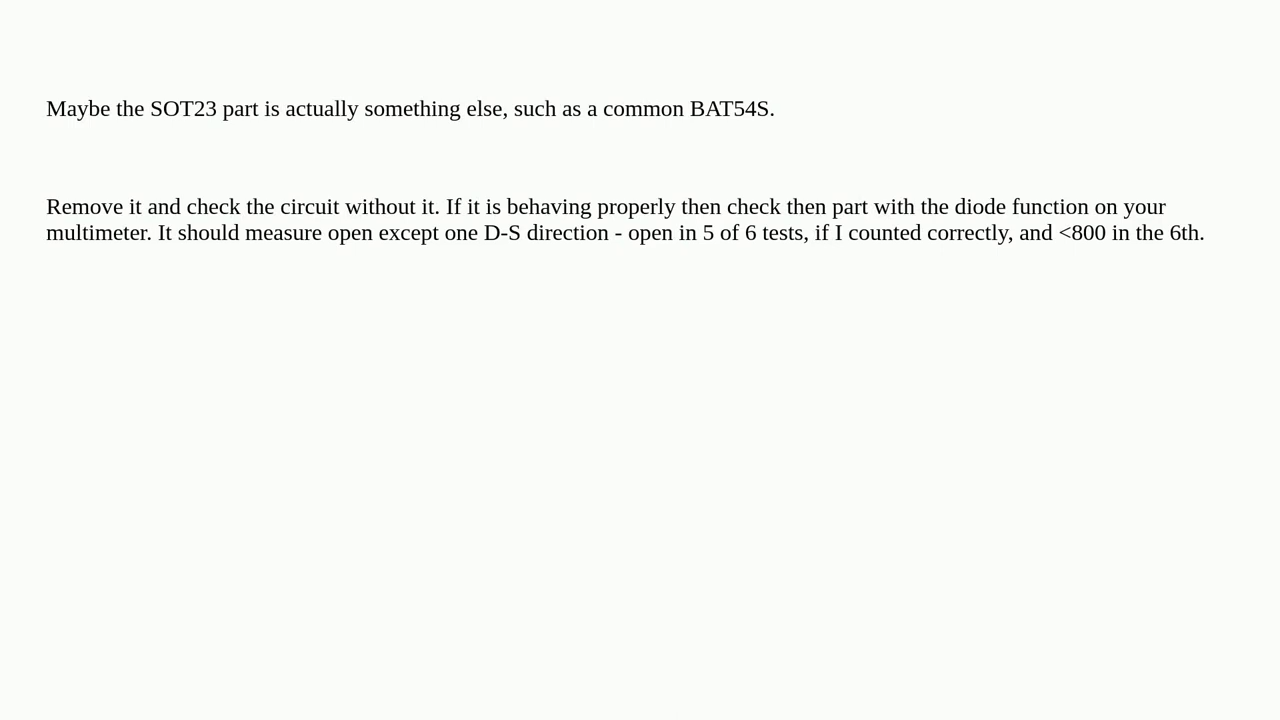 Maybe the SOT23 part is actually something else, such as a common BAT54S.
Remove it and check the circuit without it. If it is behaving properly then check then part with the diode function on your
multimeter. It should measure open except one D-S direction - open in 5 of 6 tests, if I counted correctly, and <800 in the 6th.